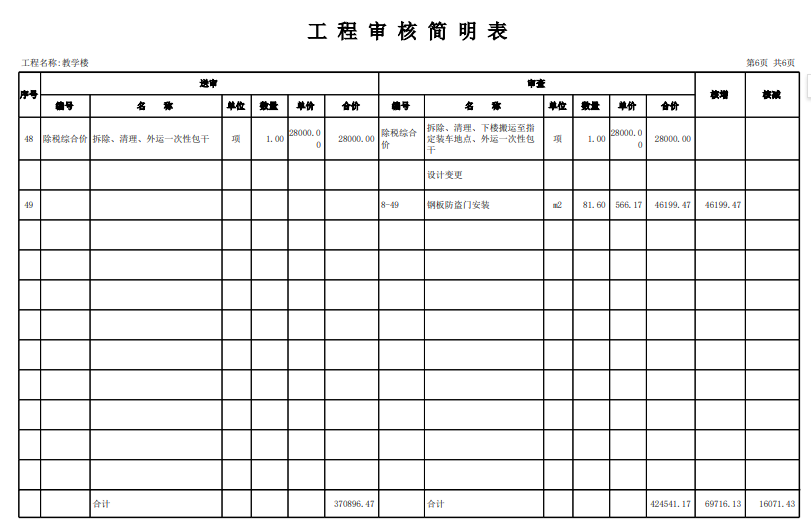 工程审核简明表
工程名称:教学楼 第6页 共6页
序号 送审 审查 核增 核减
编号 名 称 单位 数量 单价 合价 编号 名 称 单位 数量 单价 合价
48 除税综合价 拆除、清理、外运一次性包干 项 1.00 28000.00 28000.00 除税综合价 拆除、清理、下楼搬运至指定装车地点、外运一次性包干 项 1.00 28000.00 28000.00
设计变更
49 8-49 钢板防盗门安装 m2 81.60 566.17 46199.47 46199.47
合计 370896.47 合计 424541.17 69716.13 16071.43